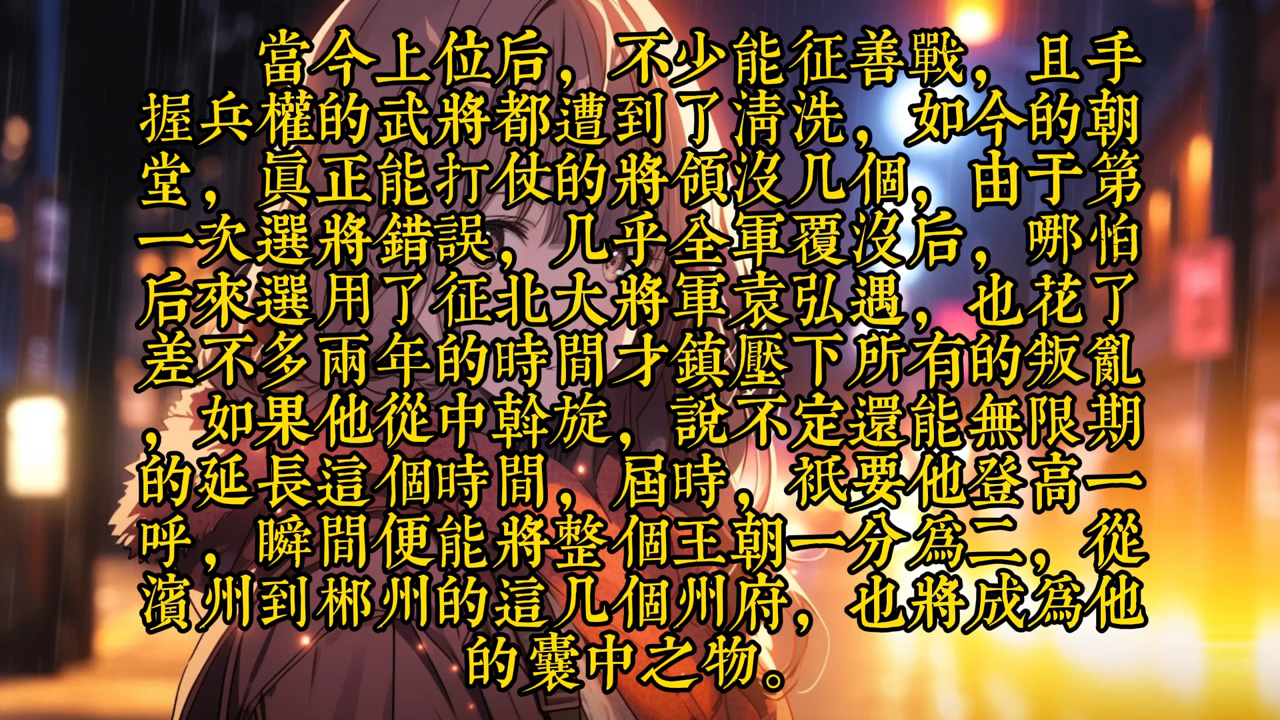 當今上位后，不少能征善戰，且手
握兵權的武將都遭到了清洗，如今的朝
堂，眞正能打仗的將領沒几個，由于第
一次選將錯誤，几乎全軍覆沒后，哪怕
后來選用了征北大將軍袁弘遇，也花了
差不多兩年的時間才鎮壓下所有的叛亂
，如果他從中斡旋，說不定還能無限期
的延長這個時間，屆時，祇要他登高一
呼，瞬間便能將整個王朝一分爲二，從
濱州到郴州的這几個州府，也將成爲他
的囊中之物。